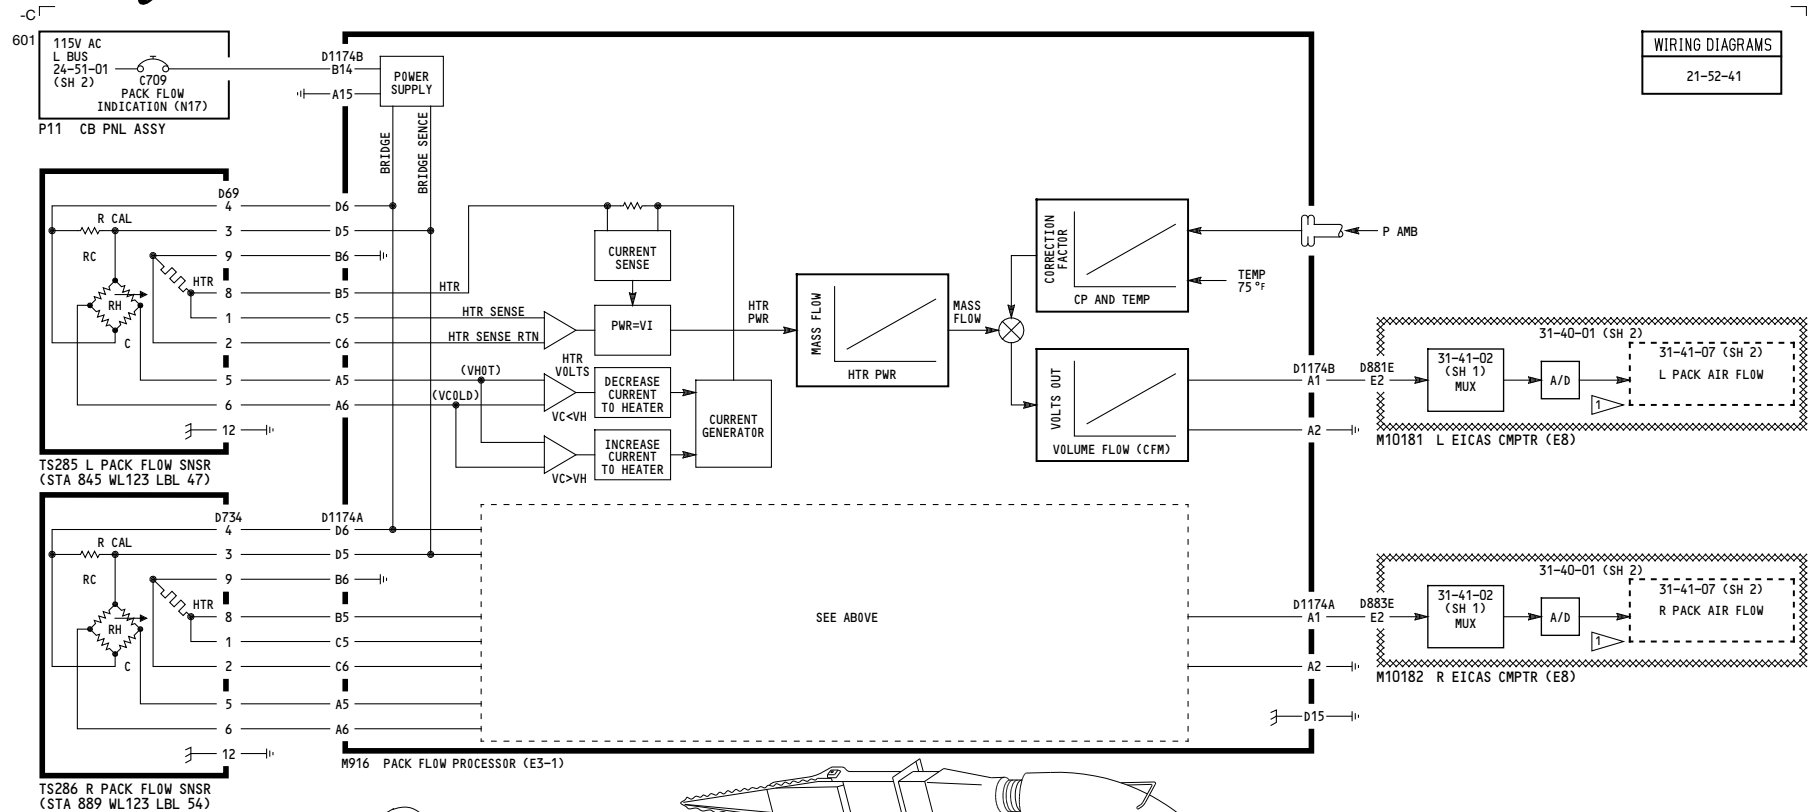 -C
601
115V AC
L BUS
24-51-01
(SH 2)
C709
PACK FLOW
INDICATION (N17)
P11 CB PNL ASSY
D1174B
B14
A15
POWER
SUPPLY
BRIDGE
BRIDGE SENCE
WIRING DIAGRAMS
21-52-41
D69
4
D6
R CAL
3
D5
RC
9
B6
HTR
8
B5
HTR
RH
1
C5
HTR SENSE
C
2
C6
HTR SENSE RTN
5
A5
(VHOT)
6
A6
(VCOLD)
12
TS285 L PACK FLOW SNSR
(STA 845 WL123 LBL 47)
CURRENT
SENSE
PWR=VI
HTR
VOLTS
DECREASE
CURRENT
TO HEATER
VC<VH
INCREASE
CURRENT
TO HEATER
VC>VH
CURRENT
GENERATOR
HTR
PWR
MASS FLOW
HTR PWR
MASS
FLOW
CORRECTION
FACTOR
CP AND TEMP
P AMB
TEMP
75°F
VOLTS OUT
VOLUME FLOW (CFM)
D1174B
A1
A2
D881E
E2
31-40-01 (SH 2)
31-41-02
(SH 1)
MUX
A/D
31-41-07 (SH 2)
L PACK AIR FLOW
1
M10181 L EICAS CMPTR (E8)
D734
4
D1174A
D6
R CAL
3
D5
RC
9
B6
HTR
8
B5
RH
1
C5
C
2
C6
5
A5
6
A6
12
TS286 R PACK FLOW SNSR
(STA 889 WL123 LBL 54)
SEE ABOVE
M916 PACK FLOW PROCESSOR (E3-1)
D1174A
A1
A2
D15
D883E
E2
31-40-01 (SH 2)
31-41-02
(SH 1)
MUX
A/D
31-41-07 (SH 2)
R PACK AIR FLOW
1
M10182 R EICAS CMPTR (E8)